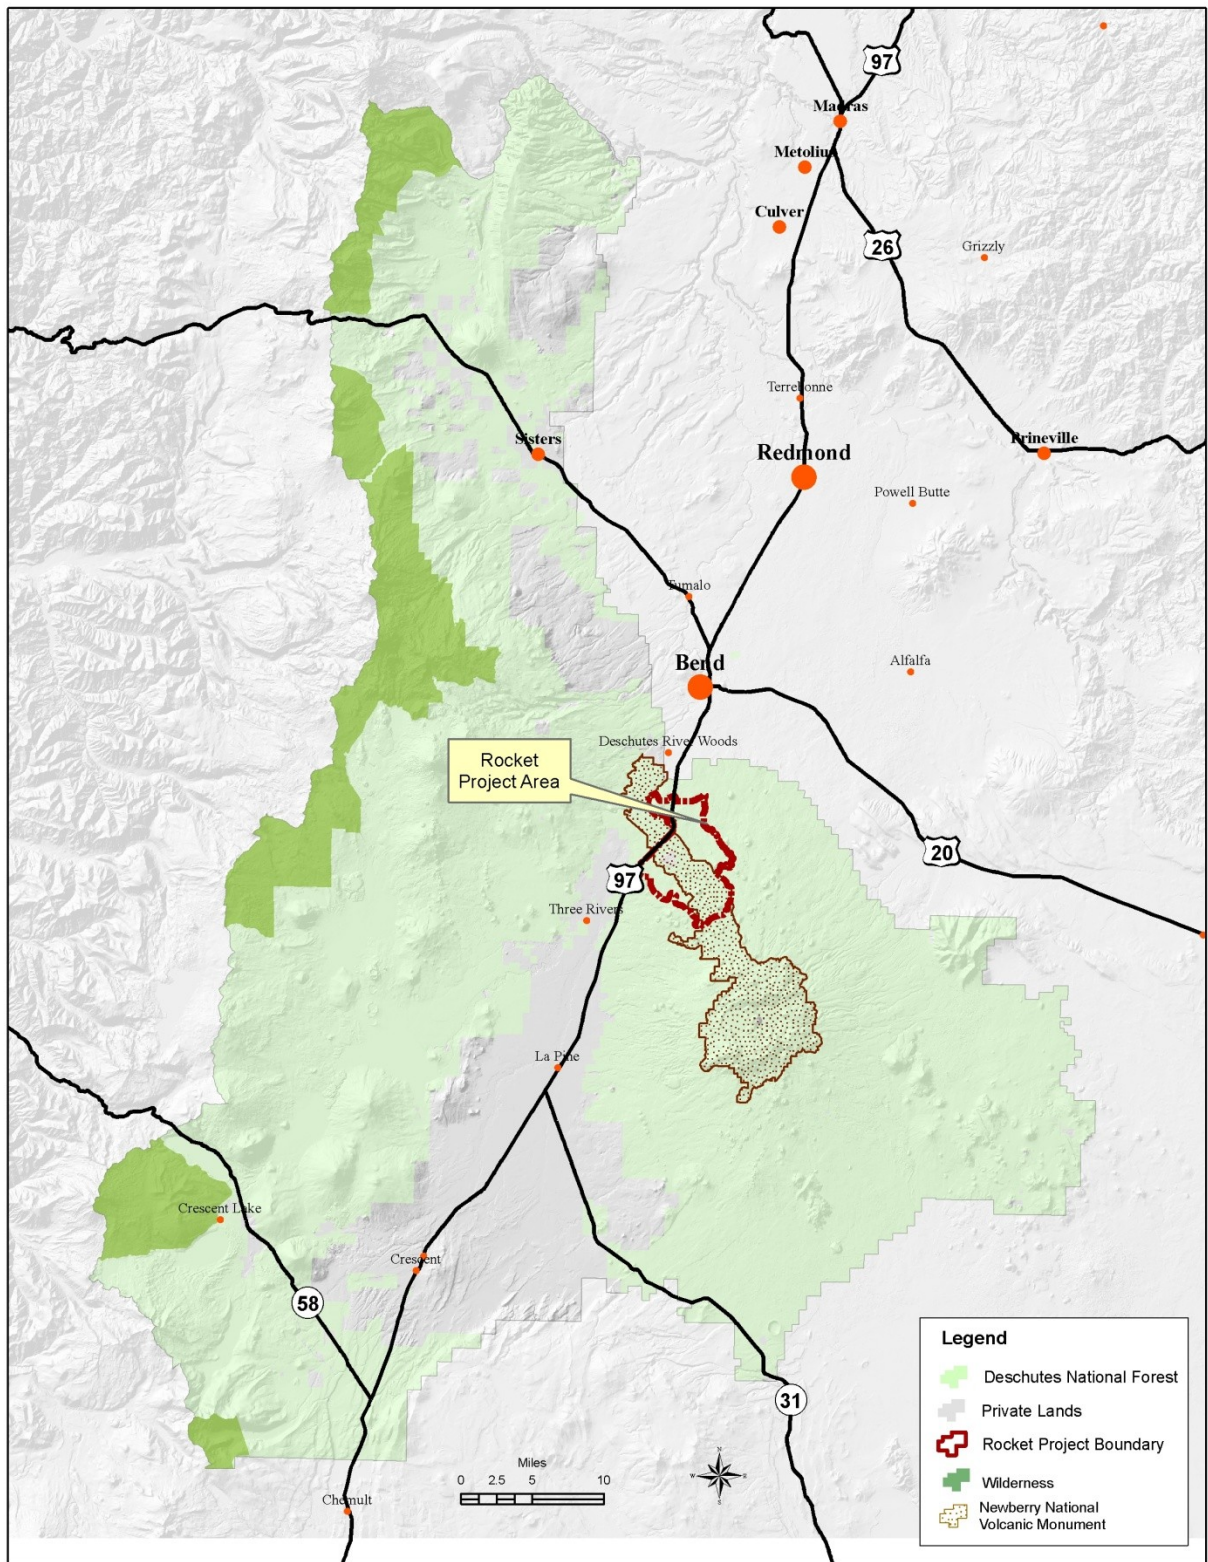 97
Madras
Metolius
Culver
26
Grizzly
Terrebonne
Sisters
Redmond
Prineville
Powell Butte
Tumalo
Bend
Alfalfa
Deschutes River Woods
Rocket
Project Area
20
97
Three Rivers
La Pine
Crescent Lake
Crescent
58
31
Chemult
Miles
0 2.5 5 10
N
W E
S
Legend
Deschutes National Forest
Private Lands
Rocket Project Boundary
Wilderness
Newberry National
Volcanic Monument